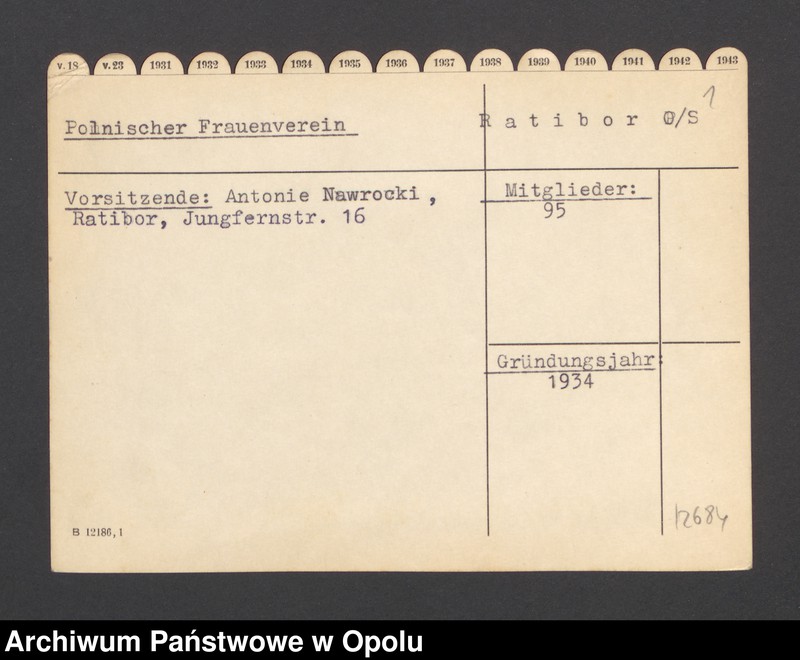 v.18 v.23 1931 1932 1933 1934 1935 1936 1937 1938 1939 1940 1941 1942 1943
1
Polnischer Frauenverein
Ratibor O/S
Vorsitzende: Antonie Nawrocki,
Ratibor, Jungfernstr. 16
Mitglieder:
95
Gründungsjahr:
1934
12684
B 12186,1
Archiwum Państwowe w Opolu